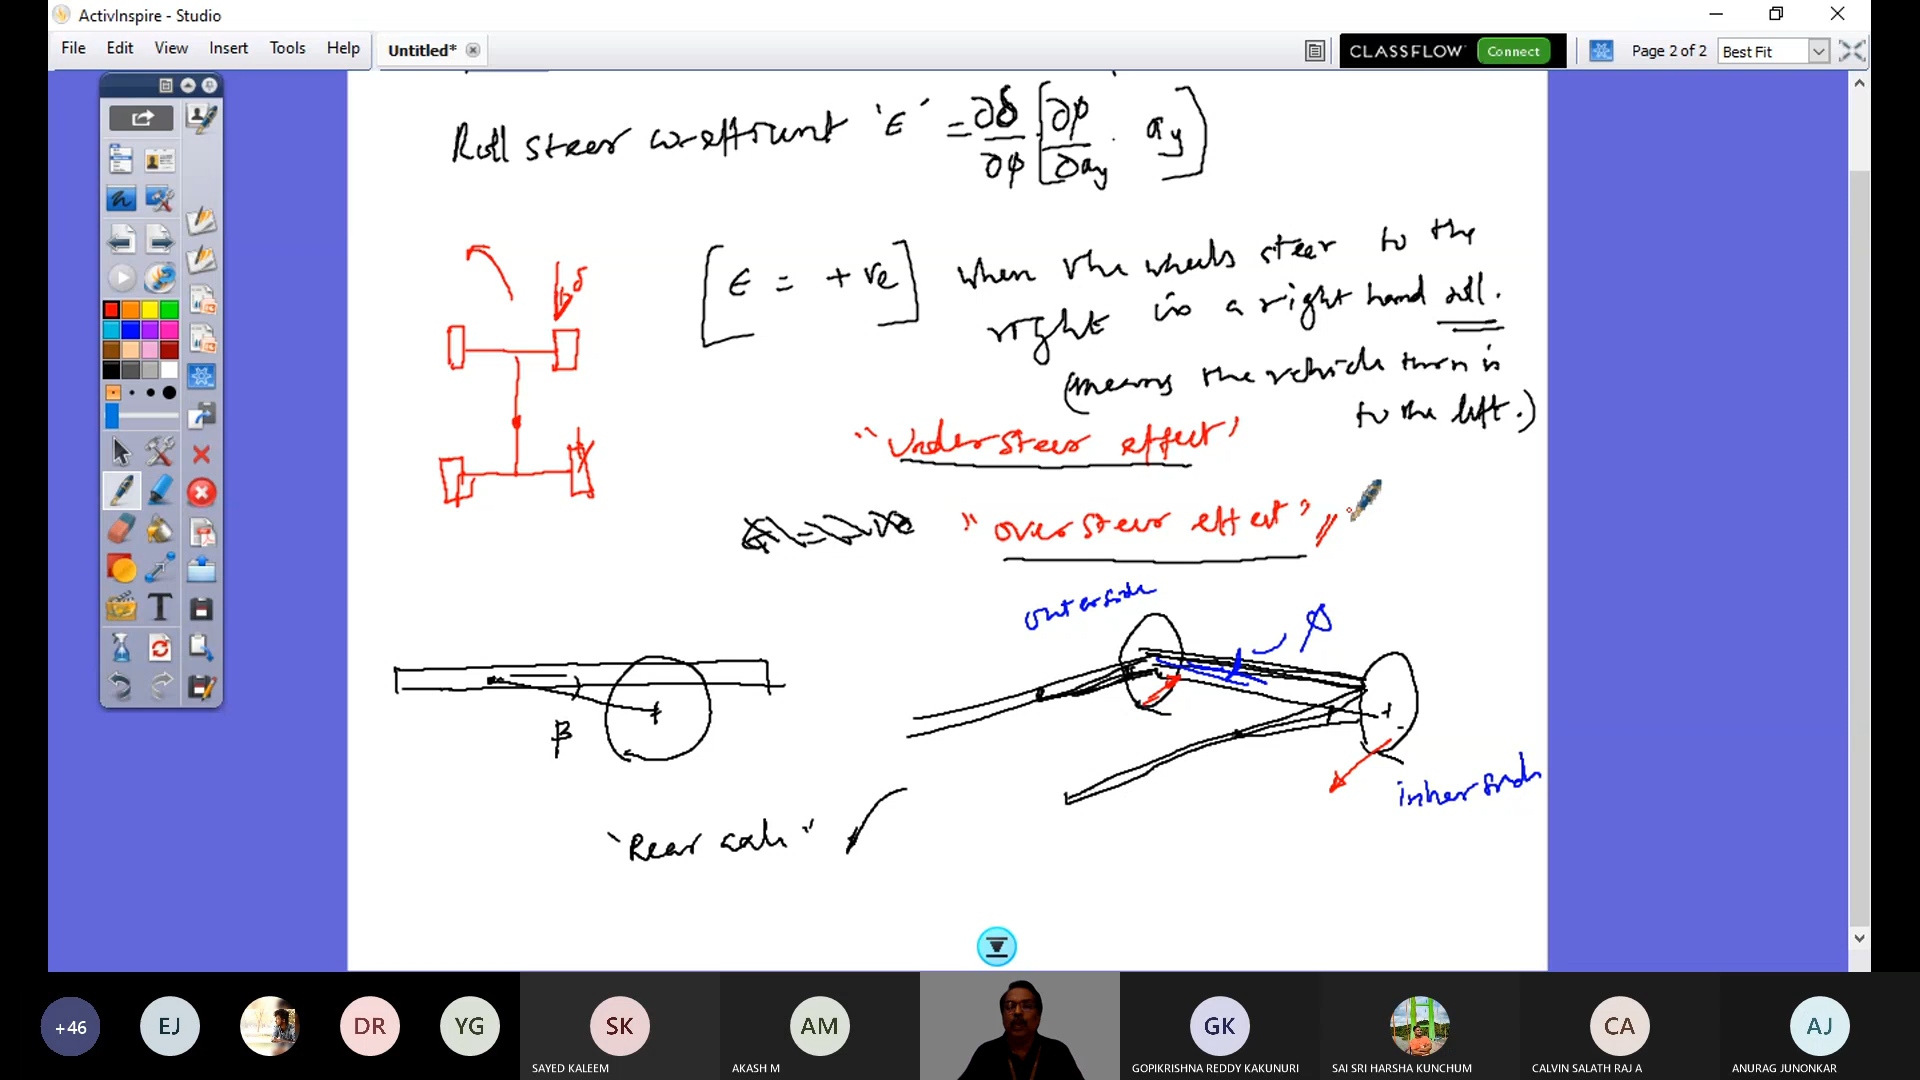 ActivInspire - Studio
File Edit View Insert Tools Help
Untitled*
CLASSFLOW Connect
Page 2 of 2
Best Fit
Roll steer coefficient 'ϵ' = ∂δ/∂φ [∂φ/∂ay . ay]
δ
[ϵ = +ve] when the wheels steer to the
right in a right hand roll.
(means the vehicle turn is
to the left.)
"Understeer effect"
"oversteer effect"
outerside
φ
β
inner side
"Rear axle"
T
+46
EJ
DR
YG
SK
AM
GK
CA
AJ
SAYED KALEEM
AKASH M
GOPIKRISHNA REDDY KAKUNURI
SAI SRI HARSHA KUNCHUM
CALVIN SALATH RAJ A
ANURAG JUNONKAR